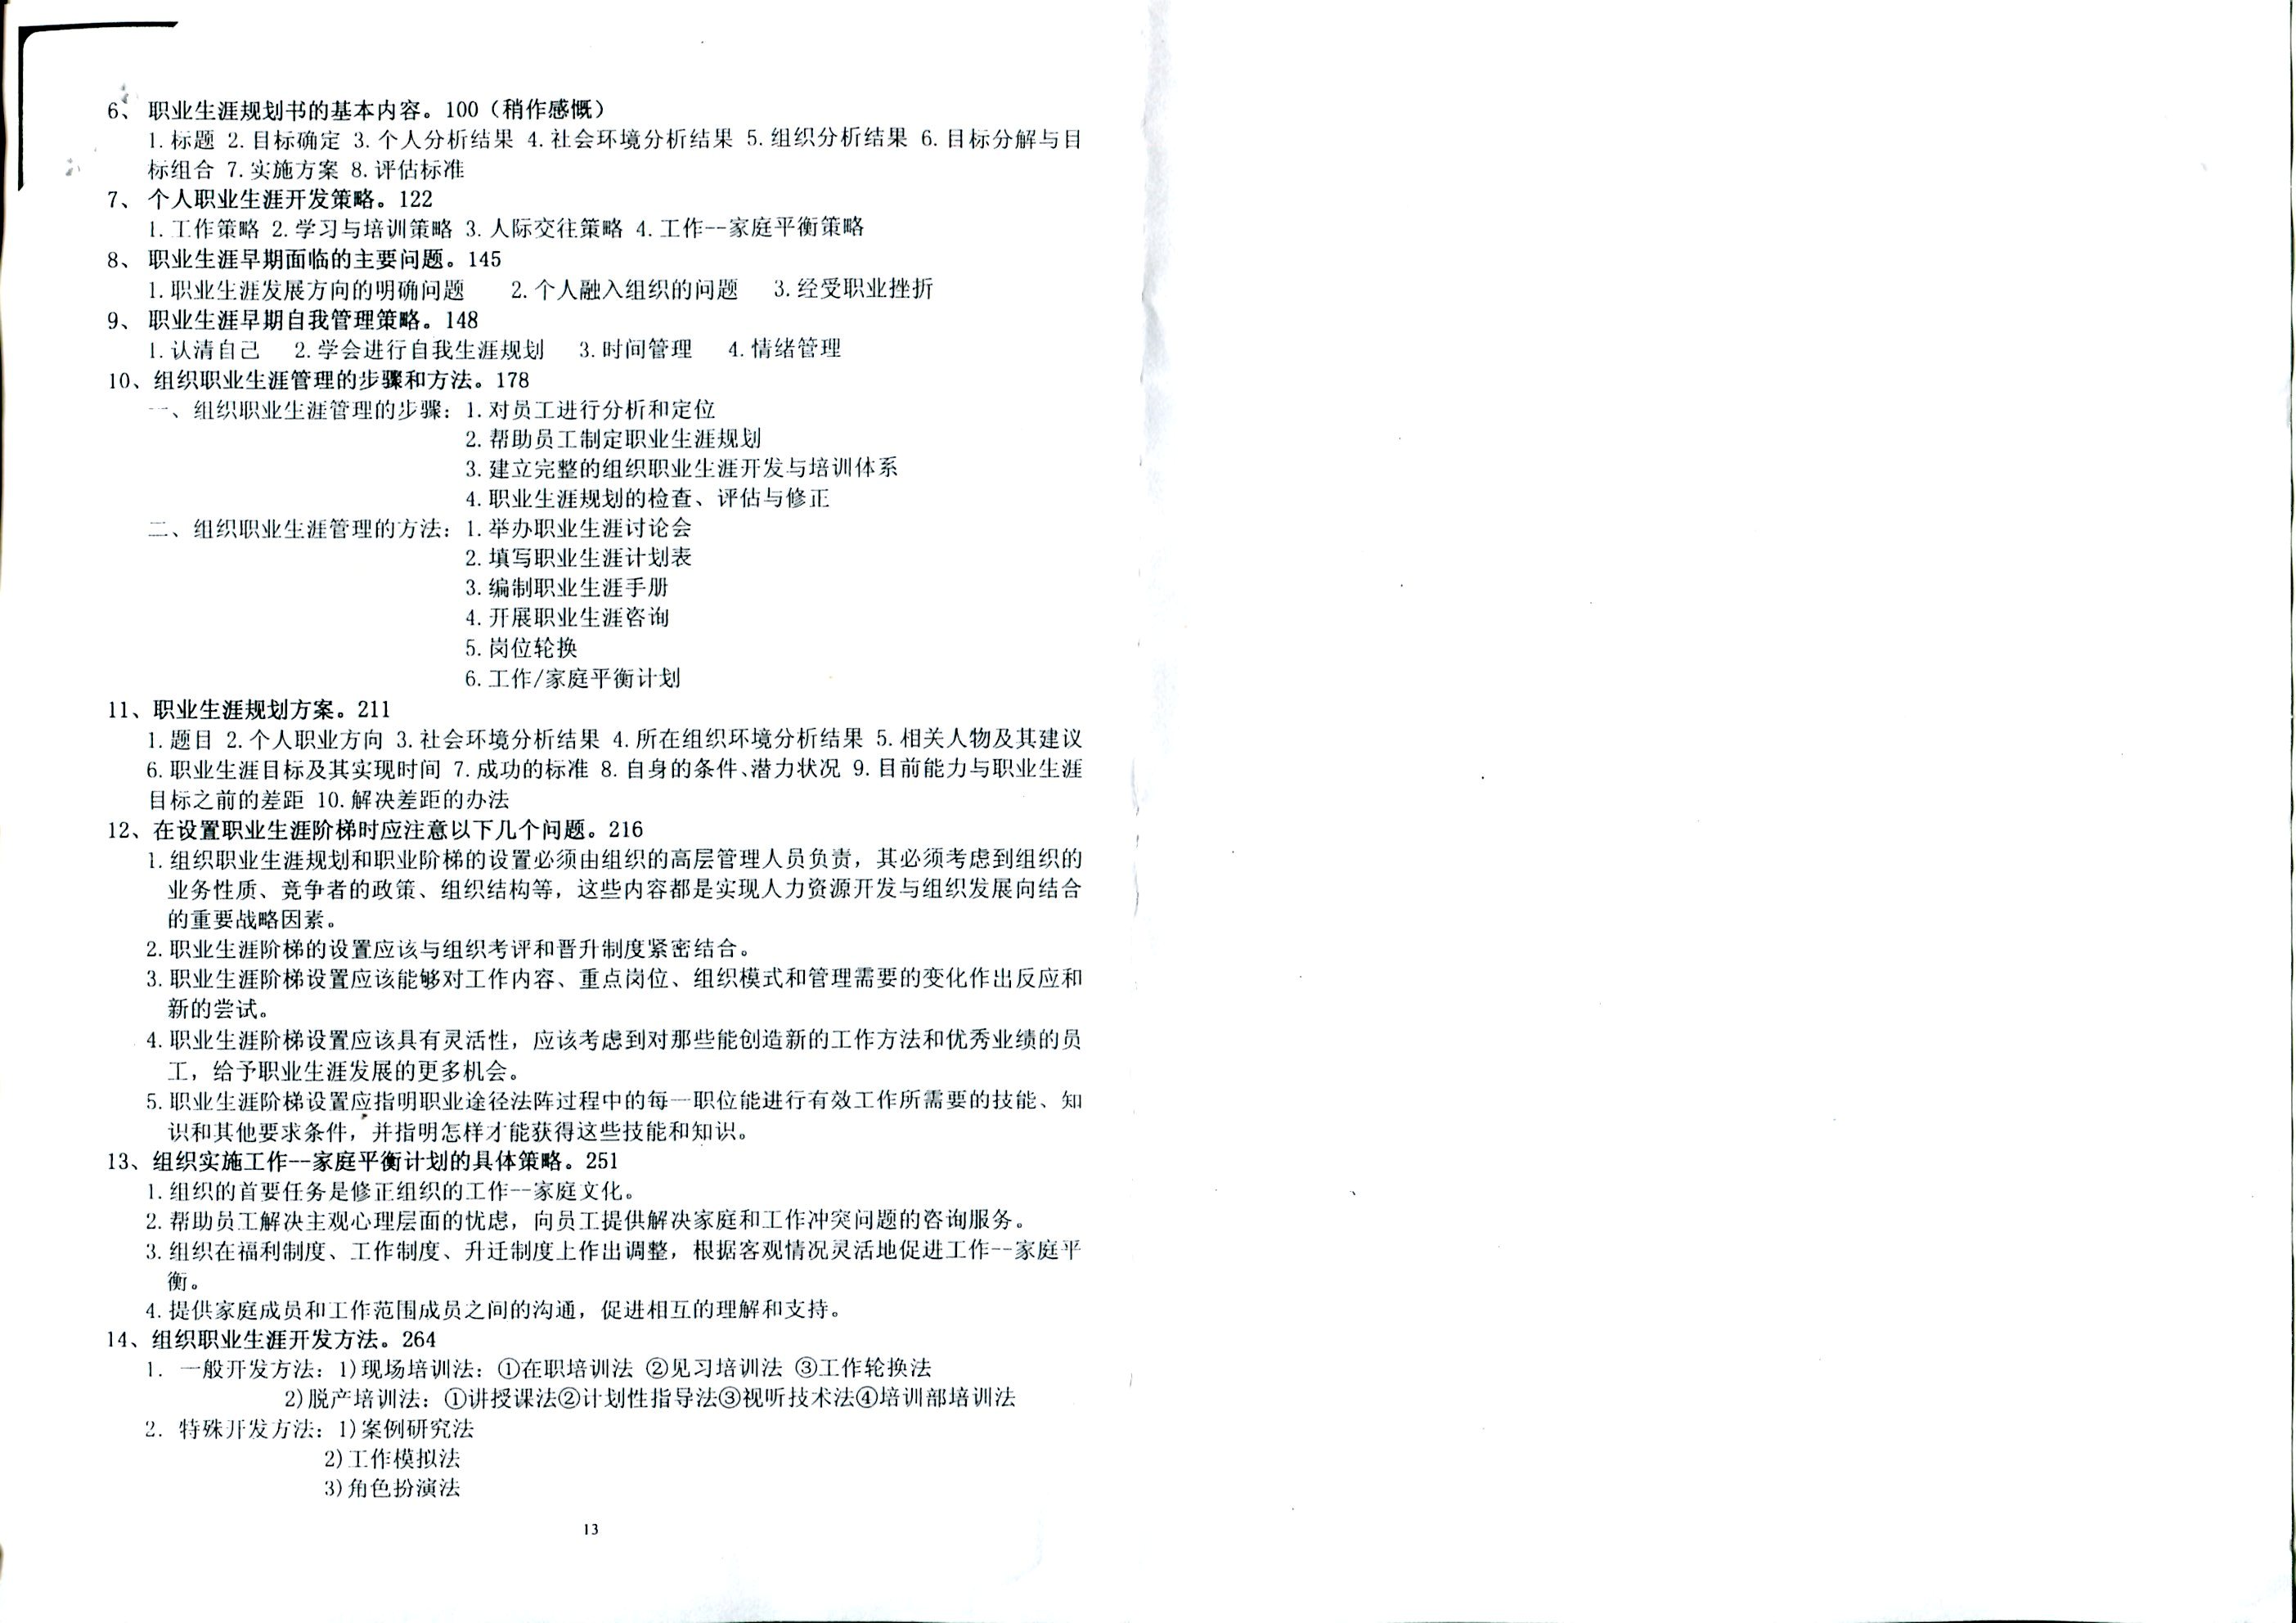 6、 职业生涯规划书的基本内容。100（稍作感慨）
1.标题 2.目标确定 3.个人分析结果 4.社会环境分析结果 5.组织分析结果 6.目标分解与目
标组合 7.实施方案 8.评估标准
7、 个人职业生涯开发策略。122
1.工作策略 2.学习与培训策略 3.人际交往策略 4.工作--家庭平衡策略
8、 职业生涯早期面临的主要问题。145
1.职业生涯发展方向的明确问题 2.个人融入组织的问题 3.经受职业挫折
9、 职业生涯早期自我管理策略。148
1.认清自己 2.学会进行自我生涯规划 3.时间管理 4.情绪管理
10、组织职业生涯管理的步骤和方法。178
一、组织职业生涯管理的步骤：1.对员工进行分析和定位
2.帮助员工制定职业生涯规划
3.建立完整的组织职业生涯开发与培训体系
4.职业生涯规划的检查、评估与修正
二、组织职业生涯管理的方法：1.举办职业生涯讨论会
2.填写职业生涯计划表
3.编制职业生涯手册
4.开展职业生涯咨询
5.岗位轮换
6.工作/家庭平衡计划
11、职业生涯规划方案。211
1.题目 2.个人职业方向 3.社会环境分析结果 4.所在组织环境分析结果 5.相关人物及其建议
6.职业生涯目标及其实现时间 7.成功的标准 8.自身的条件、潜力状况 9.目前能力与职业生涯
目标之前的差距 10.解决差距的办法
12、在设置职业生涯阶梯时应注意以下几个问题。216
1.组织职业生涯规划和职业阶梯的设置必须由组织的高层管理人员负责，其必须考虑到组织的
业务性质、竞争者的政策、组织结构等，这些内容都是实现人力资源开发与组织发展向结合
的重要战略因素。
2.职业生涯阶梯的设置应该与组织考评和晋升制度紧密结合。
3.职业生涯阶梯设置应该能够对工作内容、重点岗位、组织模式和管理需要的变化作出反应和
新的尝试。
4.职业生涯阶梯设置应该具有灵活性，应该考虑到对那些能创造新的工作方法和优秀业绩的员
工，给予职业生涯发展的更多机会。
5.职业生涯阶梯设置应指明职业途径法阵过程中的每一职位能进行有效工作所需要的技能、知
识和其他要求条件，并指明怎样才能获得这些技能和知识。
13、组织实施工作--家庭平衡计划的具体策略。251
1.组织的首要任务是修正组织的工作--家庭文化。
2.帮助员工解决主观心理层面的忧虑，向员工提供解决家庭和工作冲突问题的咨询服务。
3.组织在福利制度、工作制度、升迁制度上作出调整，根据客观情况灵活地促进工作--家庭平
衡。
4.提供家庭成员和工作范围成员之间的沟通，促进相互的理解和支持。
14、组织职业生涯开发方法。264
1. 一般开发方法：1)现场培训法：①在职培训法 ②见习培训法 ③工作轮换法
2)脱产培训法：①讲授课法②计划性指导法③视听技术法④培训部培训法
2. 特殊开发方法：1)案例研究法
2)工作模拟法
3)角色扮演法
13